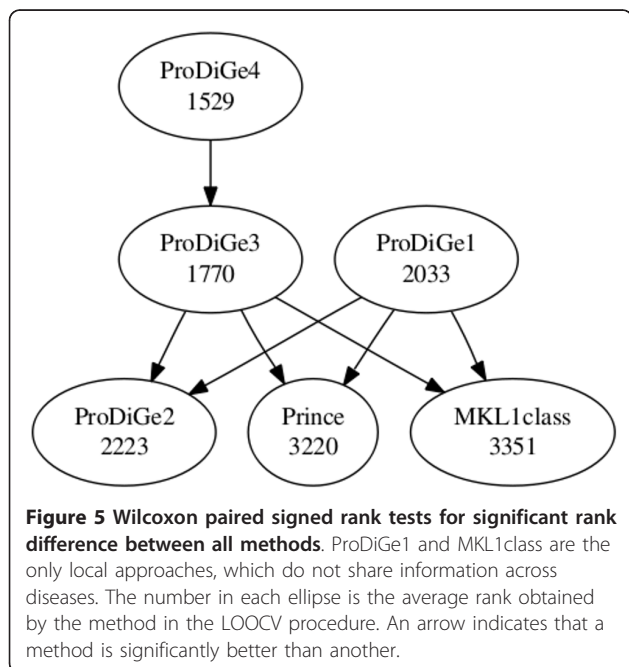 ProDiGe4
1529
ProDiGe3
1770
ProDiGe1
2033
ProDiGe2
2223
Prince
3220
MKL1class
3351
Figure 5 Wilcoxon paired signed rank tests for significant rank
difference between all methods. ProDiGe1 and MKL1class are the
only local approaches, which do not share information across
diseases. The number in each ellipse is the average rank obtained
by the method in the LOOCV procedure. An arrow indicates that a
method is significantly better than another.